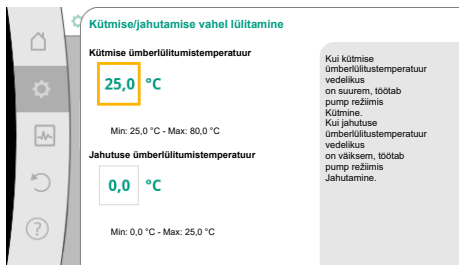 Kütmise/jahutamise vahel lülitamine
Kütmise ümberlülitumistemperatuur
25,0 °C
Min: 25,0 °C - Max: 80,0 °C
Jahutuse ümberlülitumistemperatuur
0,0 °C
Min: 0,0 °C - Max: 25,0 °C
Kui kütmise
ümberlülitustemperatuur
vedelikus
on suurem, töötab
pump režiimis
Kütmine.
Kui jahutuse
ümberlülitustemperatuur
vedelikus
on väiksem, töötab
pump režiimis
Jahutamine.
?